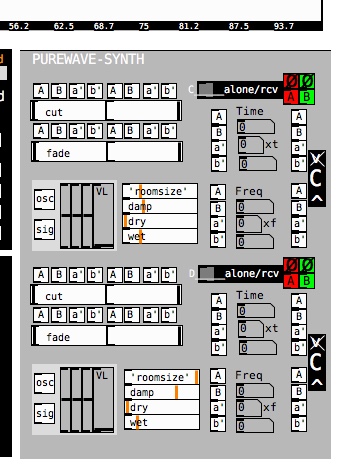 56.2 62.5 68.7 75 81.2 87.5 93.7
d
PUREWAVE-SYNTH
d
A B a' b' A B a' b' C alone/rcv Ø Ø
A B
cut
A Time A
B 0 B
A B a' b' A B a' b'
a' 0 xt a'
fade
b' 0 b'
V
C
^
VL 'roomsize' A Freq A
osc damp B 0 B
dry a' 0 xf a'
sig wet b' 0 b'
A B a' b' A B a' b' D alone/rcv Ø Ø
A B
cut
A Time A
B 0 B
A B a' b' A B a' b'
a' 0 xt a'
fade
b' 0 b'
V
C
^
VL 'roomsize' A Freq A
osc damp B 0 B
dry a' 0 xf a'
sig wet b' 0 b'